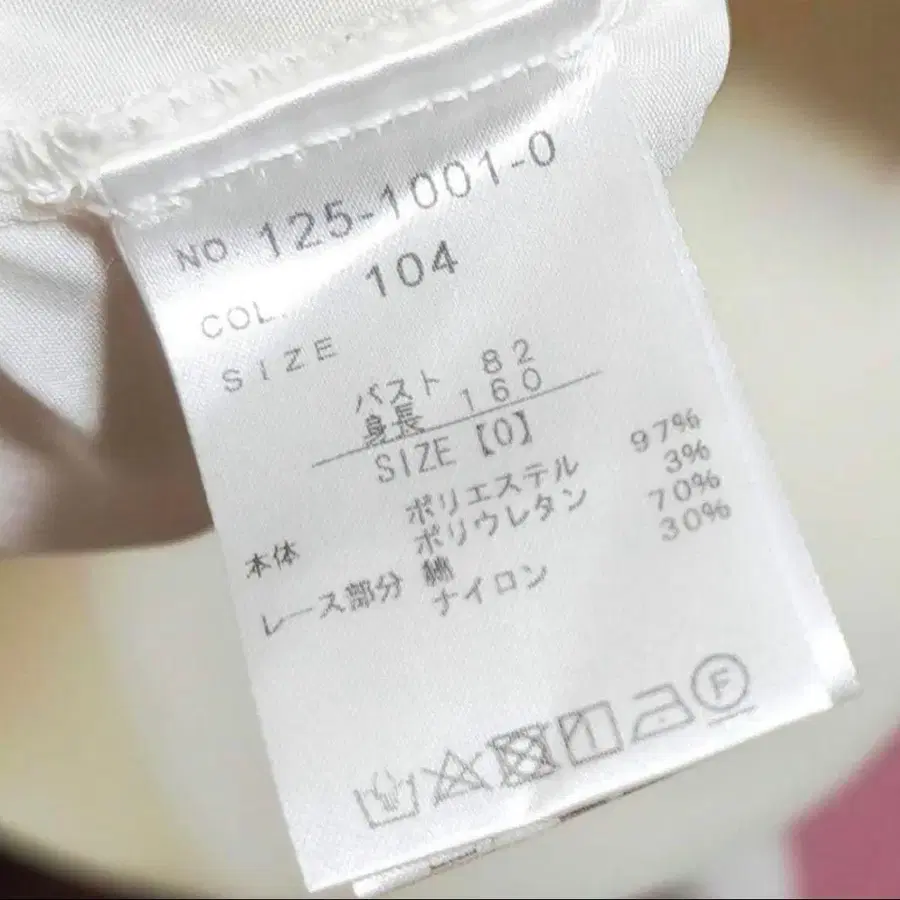 NO. 125-1001-0
COL. 104
SIZE
バスト 82
身長 160
SIZE【0】
本体 ポリエステル 97%
ポリウレタン 3%
レース部分 綿 70%
ナイロン 30%
F